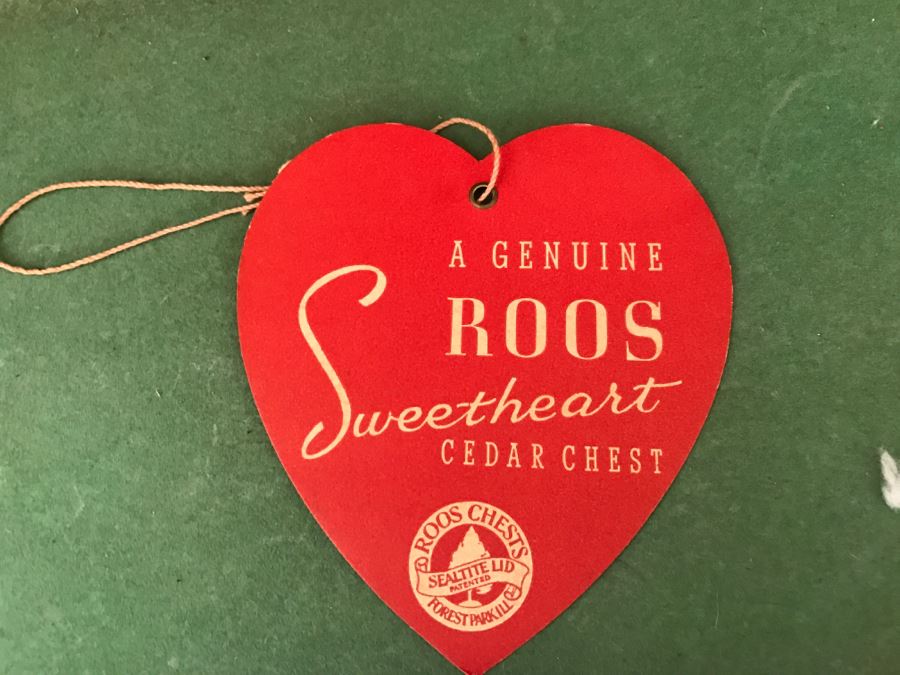 A GENUINE
ROOS
Sweetheart
CEDAR CHEST
ROOS CHESTS
SEALTITE LID
PATENTED
FOREST PARK ILL